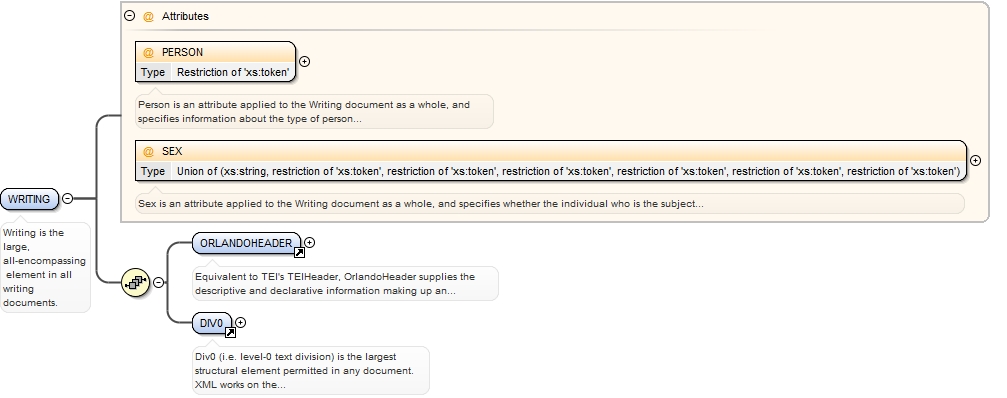 @ Attributes
@ PERSON
Type Restriction of 'xs:token'
Person is an attribute applied to the Writing document as a whole, and
specifies information about the type of person...
@ SEX
Type Union of (xs:string, restriction of 'xs:token', restriction of 'xs:token', restriction of 'xs:token', restriction of 'xs:token', restriction of 'xs:token', restriction of 'xs:token')
Sex is an attribute applied to the Writing document as a whole, and specifies whether the individual who is the subject...
WRITING
Writing is the
large,
all-encompassing
element in all
writing
documents.
ORLANDOHEADER
Equivalent to TEI's TEIHeader, OrlandoHeader supplies the
descriptive and declarative information making up an...
DIV0
Div0 (i.e. level-0 text division) is the largest
structural element permitted in any document.
XML works on the...